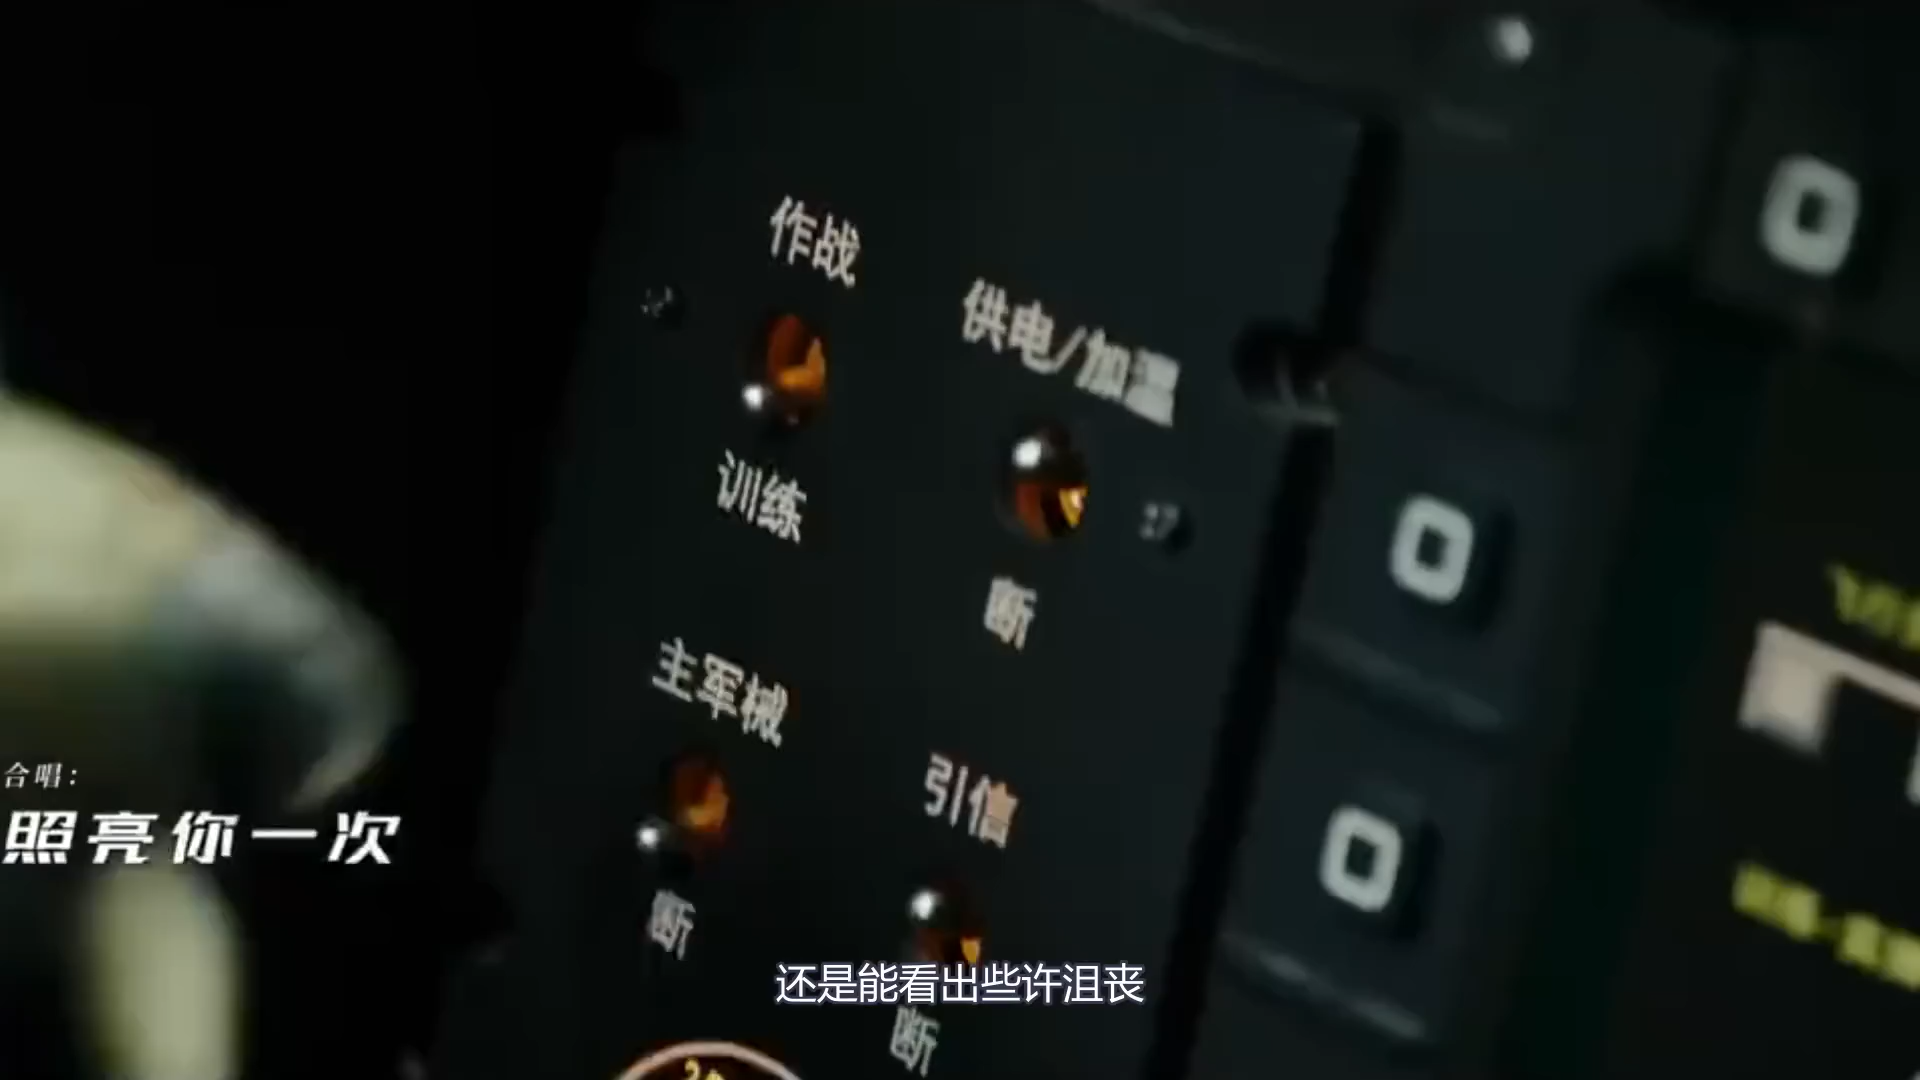 作战
供电/加温
训练
断
主军械
引信
合唱：
照亮你一次
断
还是能看出些许沮丧
断